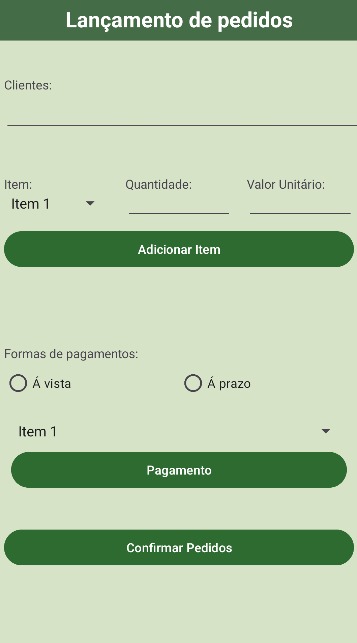 Lançamento de pedidos
Clientes:
Item: Quantidade: Valor Unitário:
Item 1
Adicionar Item
Formas de pagamentos:
Á vista Á prazo
Item 1
Pagamento
Confirmar Pedidos